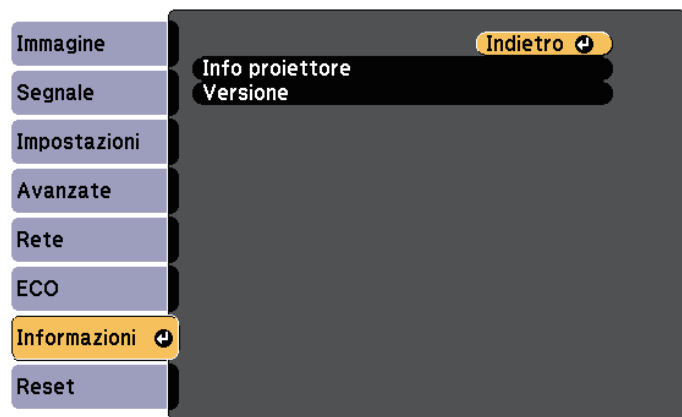 Immagine
Segnale
Impostazioni
Avanzate
Rete
ECO
Informazioni
Reset
Indietro
Info proiettore
Versione